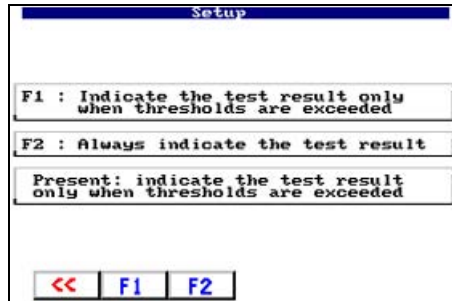 Setup
F1 : Indicate the test result only
when thresholds are exceeded
F2 : Always indicate the test result
Present: indicate the test result
only when thresholds are exceeded
<< F1 F2